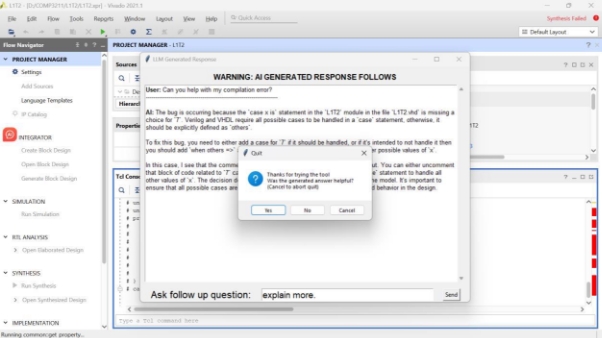 L1T2 - [D:/COMP3211/L1T2/L1T2.xpr] - Vivado 2021.1
File Edit Flow Tools Reports Window Layout View Help Quick Access
Synthesis Failed
Default Layout
Flow Navigator
PROJECT MANAGER - L1T2
PROJECT MANAGER
Settings
Add Sources
Language Templates
IP Catalog
INTEGRATOR
Create Block Design
Open Block Design
Generate Block Design
SIMULATION
Run Simulation
RTL ANALYSIS
Open Elaborated Design
SYNTHESIS
Run Synthesis
Open Synthesized Design
IMPLEMENTATION
Running common::get_property...
Sources
Hierarch
Properties
Tcl Conso
Type a Tcl command here
LLM Generated Response
WARNING: AI GENERATED RESPONSE FOLLOWS
User: Can you help with my compilation error?
AI: The bug is occurring because the `case s is` statement in the `L1T2` module in the file `L1T2.vhd` is missing a
choice for `7`. Verilog and VHDL require all possible cases to be handled in a `case` statement, otherwise, it
should be explicitly defined as `others`.
To fix this bug, you need to either add a case for `7` if it should be handled, or if it's intended to not handle it then
you should add `when others =>`
er possible values of `s`.
In this case, I see that the comme
ut. You can either uncomment
that block of code related to `7` ca
e` statement to handle all
other values of `s`. The decision d
he model. It's important to
ensure that all possible cases are
d behavior in the design.
Quit
Thanks for trying the tool
Was the generated answer helpful?
(Cancel to abort quit)
Yes No Cancel
Ask follow up question: explain more. Send